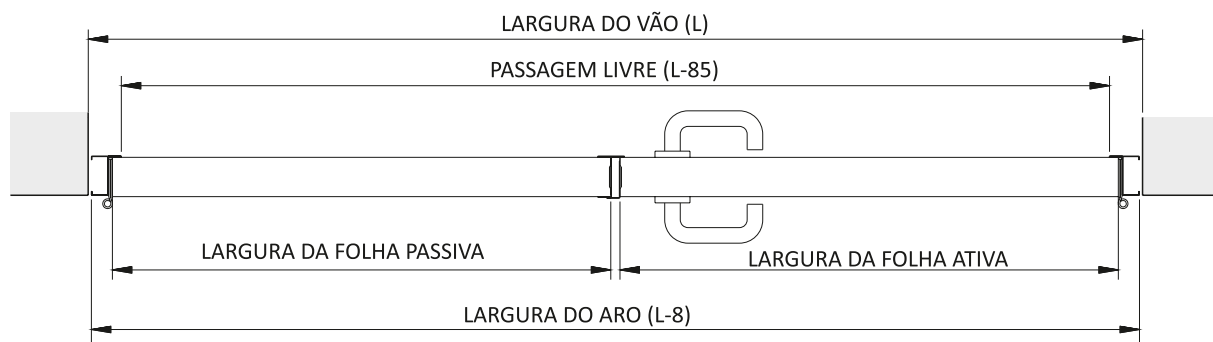 LARGURA DO VÃO (L)
PASSAGEM LIVRE (L-85)
LARGURA DA FOLHA PASSIVA
LARGURA DA FOLHA ATIVA
LARGURA DO ARO (L-8)